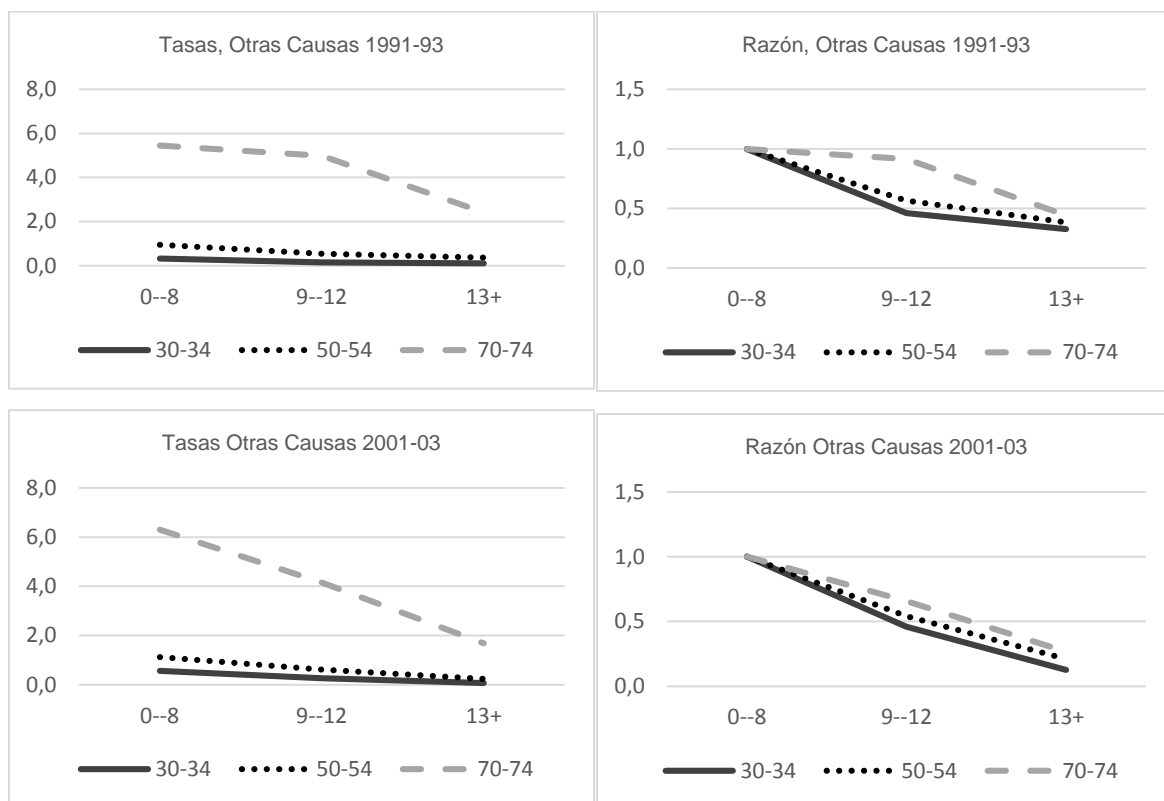 Tasas, Otras Causas 1991-93
8,0
6,0
4,0
2,0
0,0
0--8 9--12 13+
30-34 50-54 70-74
Razón, Otras Causas 1991-93
1,5
1,0
0,5
0,0
0--8 9--12 13+
30-34 50-54 70-74
Tasas Otras Causas 2001-03
8,0
6,0
4,0
2,0
0,0
0--8 9--12 13+
30-34 50-54 70-74
Razón Otras Causas 2001-03
1,5
1,0
0,5
0,0
0--8 9--12 13+
30-34 50-54 70-74